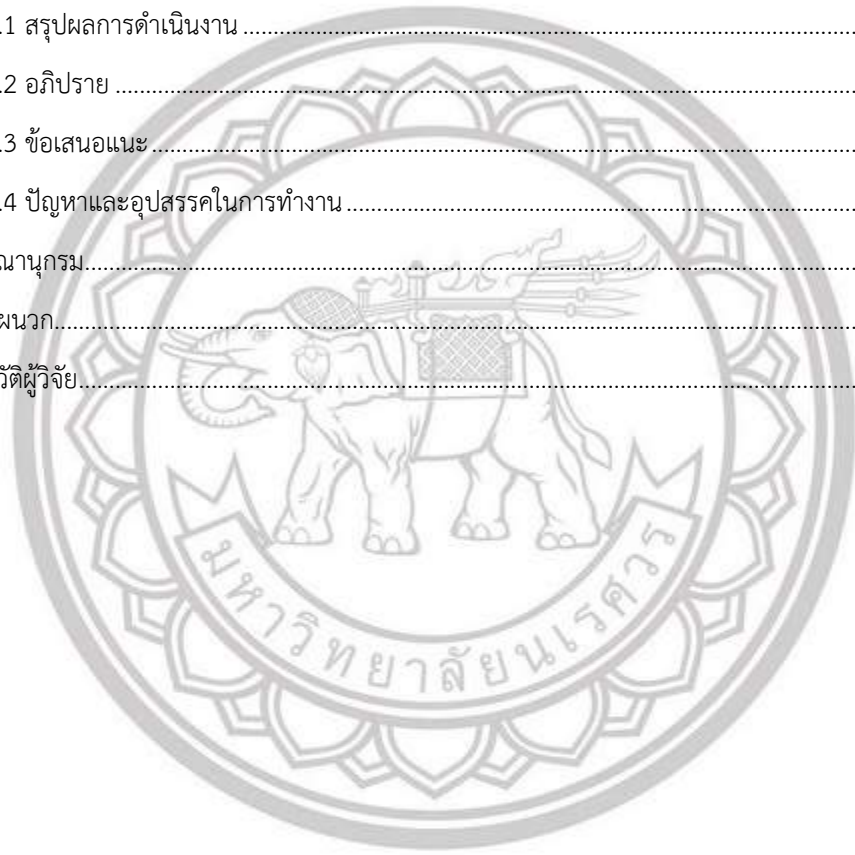 .1 สรุปผลการดำเนินงาน ........................................................................................................
.2 อภิปราย ........................................................................................................
.3 ข้อเสนอแนะ ........................................................................................................
.4 ปัญหาและอุปสรรคในการทำงาน ........................................................................................
ณานุกรม ........................................................................................................
ผนวก ........................................................................................................
วัติผู้วิจัย ........................................................................................................
มหาวิทยาลัยนเรศวร